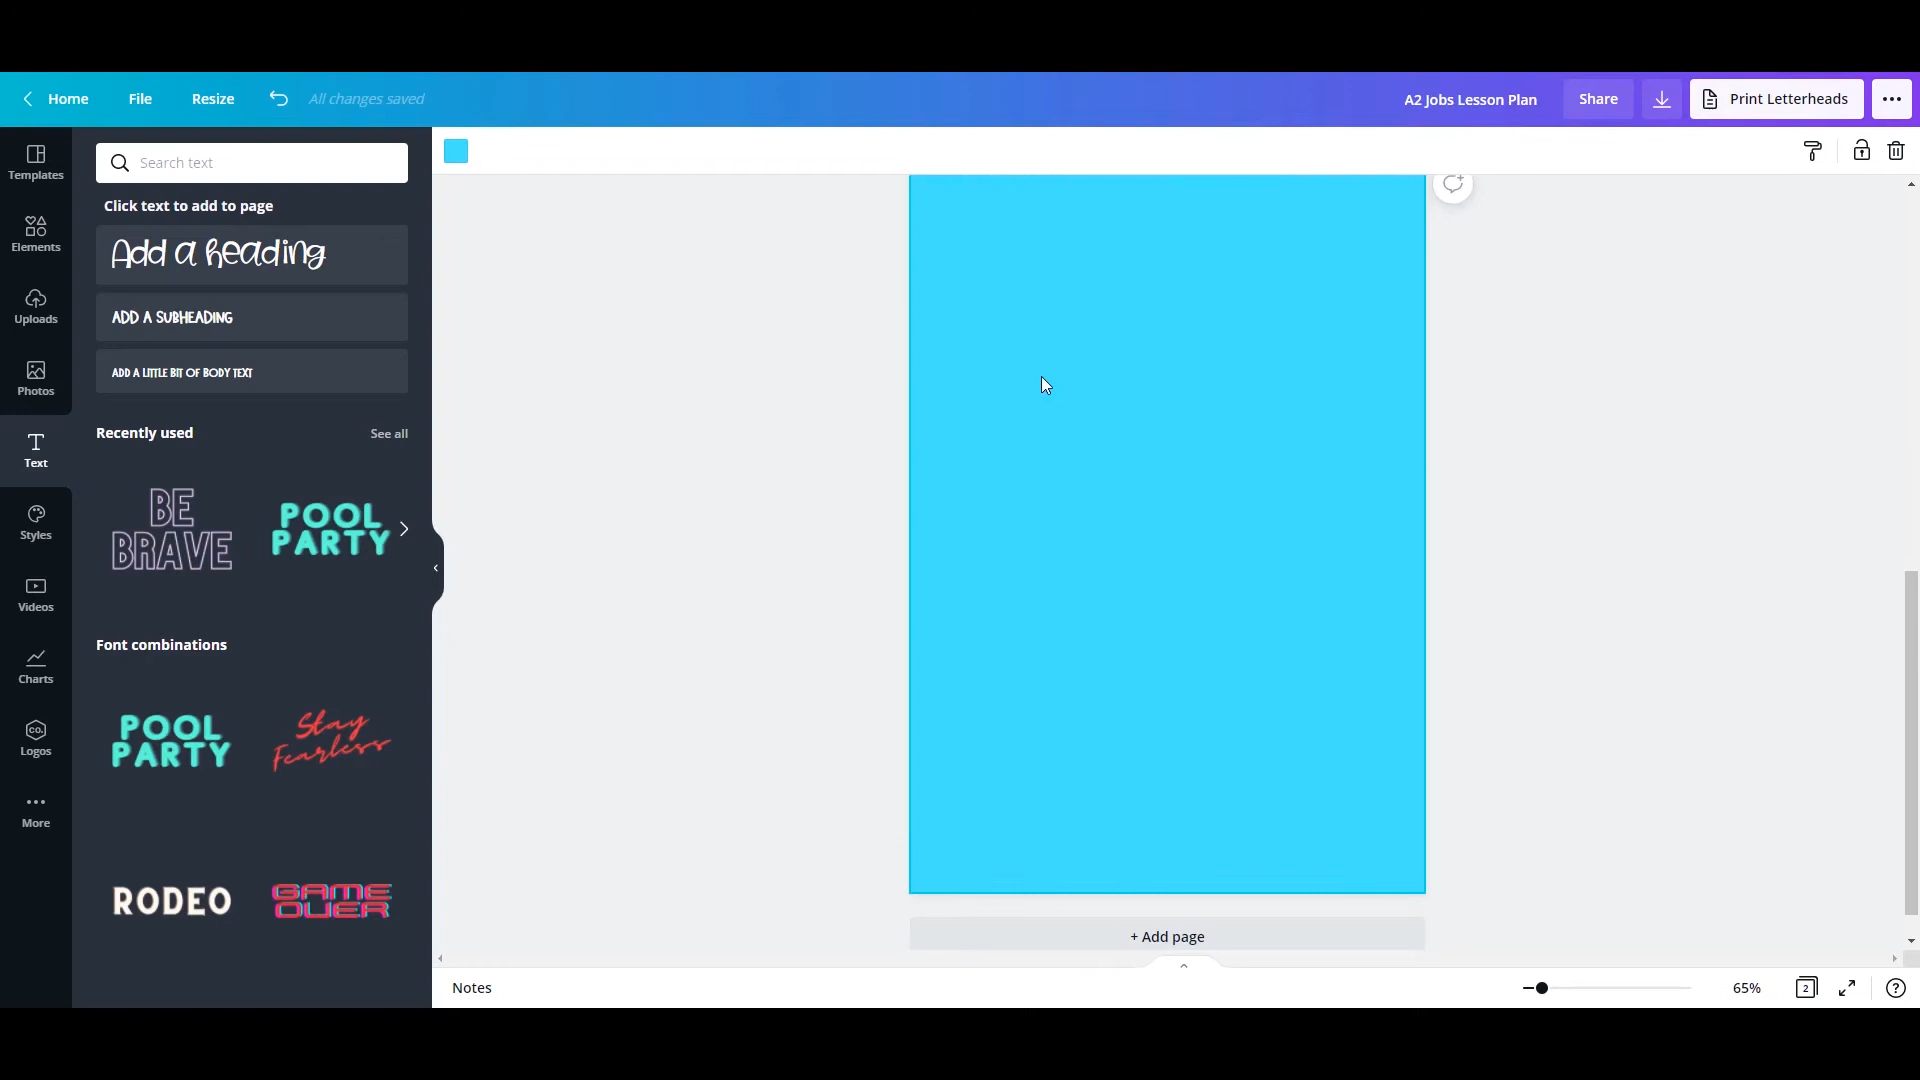 Home File Resize All changes saved A2 Jobs Lesson Plan Share Print Letterheads
Templates
Elements
Uploads
Photos
Text
Styles
Videos
Charts
CO.
Logos
More
Search text
Click text to add to page
Add a heading
ADD A SUBHEADING
ADD A LITTLE BIT OF BODY TEXT
Recently used See all
BE
BRAVE
POOL
PARTY
Font combinations
POOL
PARTY
Stay
Fearless
RODEO
GAME
OVER
+ Add page
Notes 65% 2 ?